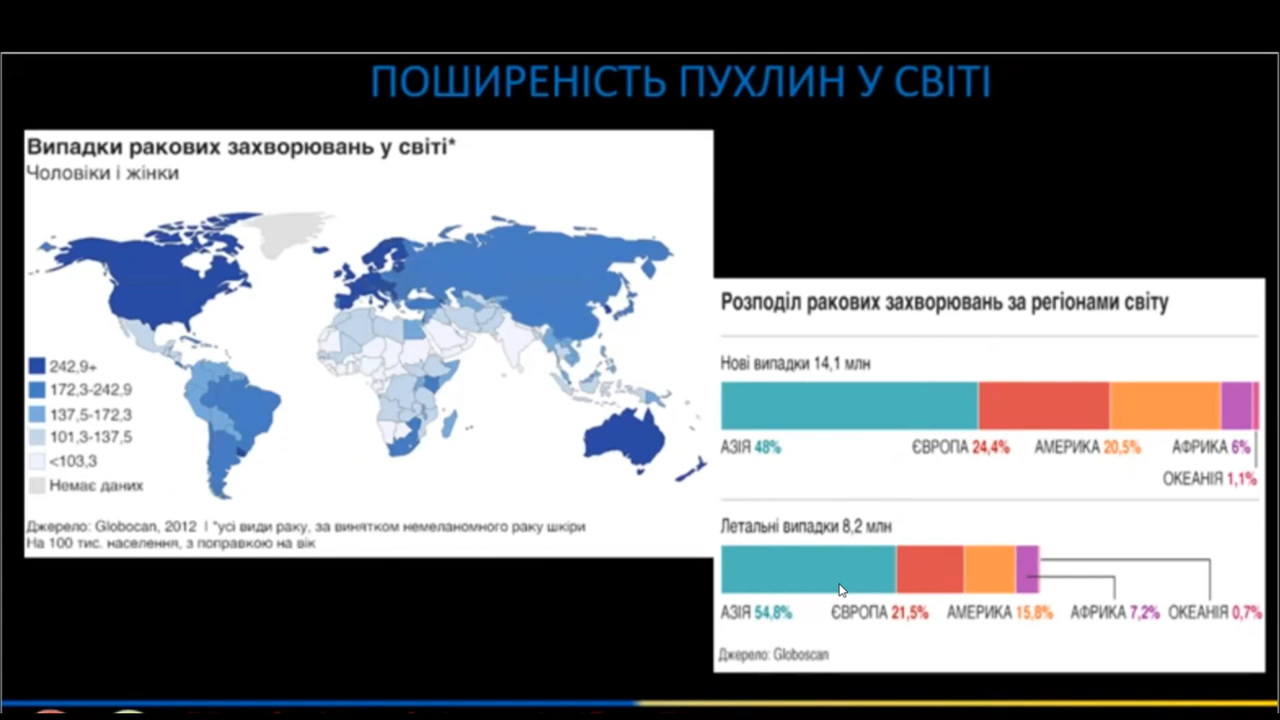 ПОШИРЕНІСТЬ ПУХЛИН У СВІТІ
Випадки ракових захворювань у світі*
Чоловіки і жінки
242,9+
172,3-242,9
137,5-172,3
101,3-137,5
<103,3
Немає даних
Джерело: Globocan, 2012 | *усі види раку, за винятком немеланомного раку шкіри
На 100 тис. населення, з поправкою на вік
Розподіл ракових захворювань за регіонами світу
Нові випадки 14,1 млн
АЗІЯ 48% ЄВРОПА 24,4% АМЕРИКА 20,5% АФРИКА 6%
ОКЕАНІЯ 1,1%
Летальні випадки 8,2 млн
АЗІЯ 54,8% ЄВРОПА 21,5% АМЕРИКА 15,8% АФРИКА 7,2% ОКЕАНІЯ 0,7%
Джерело: Globoscan